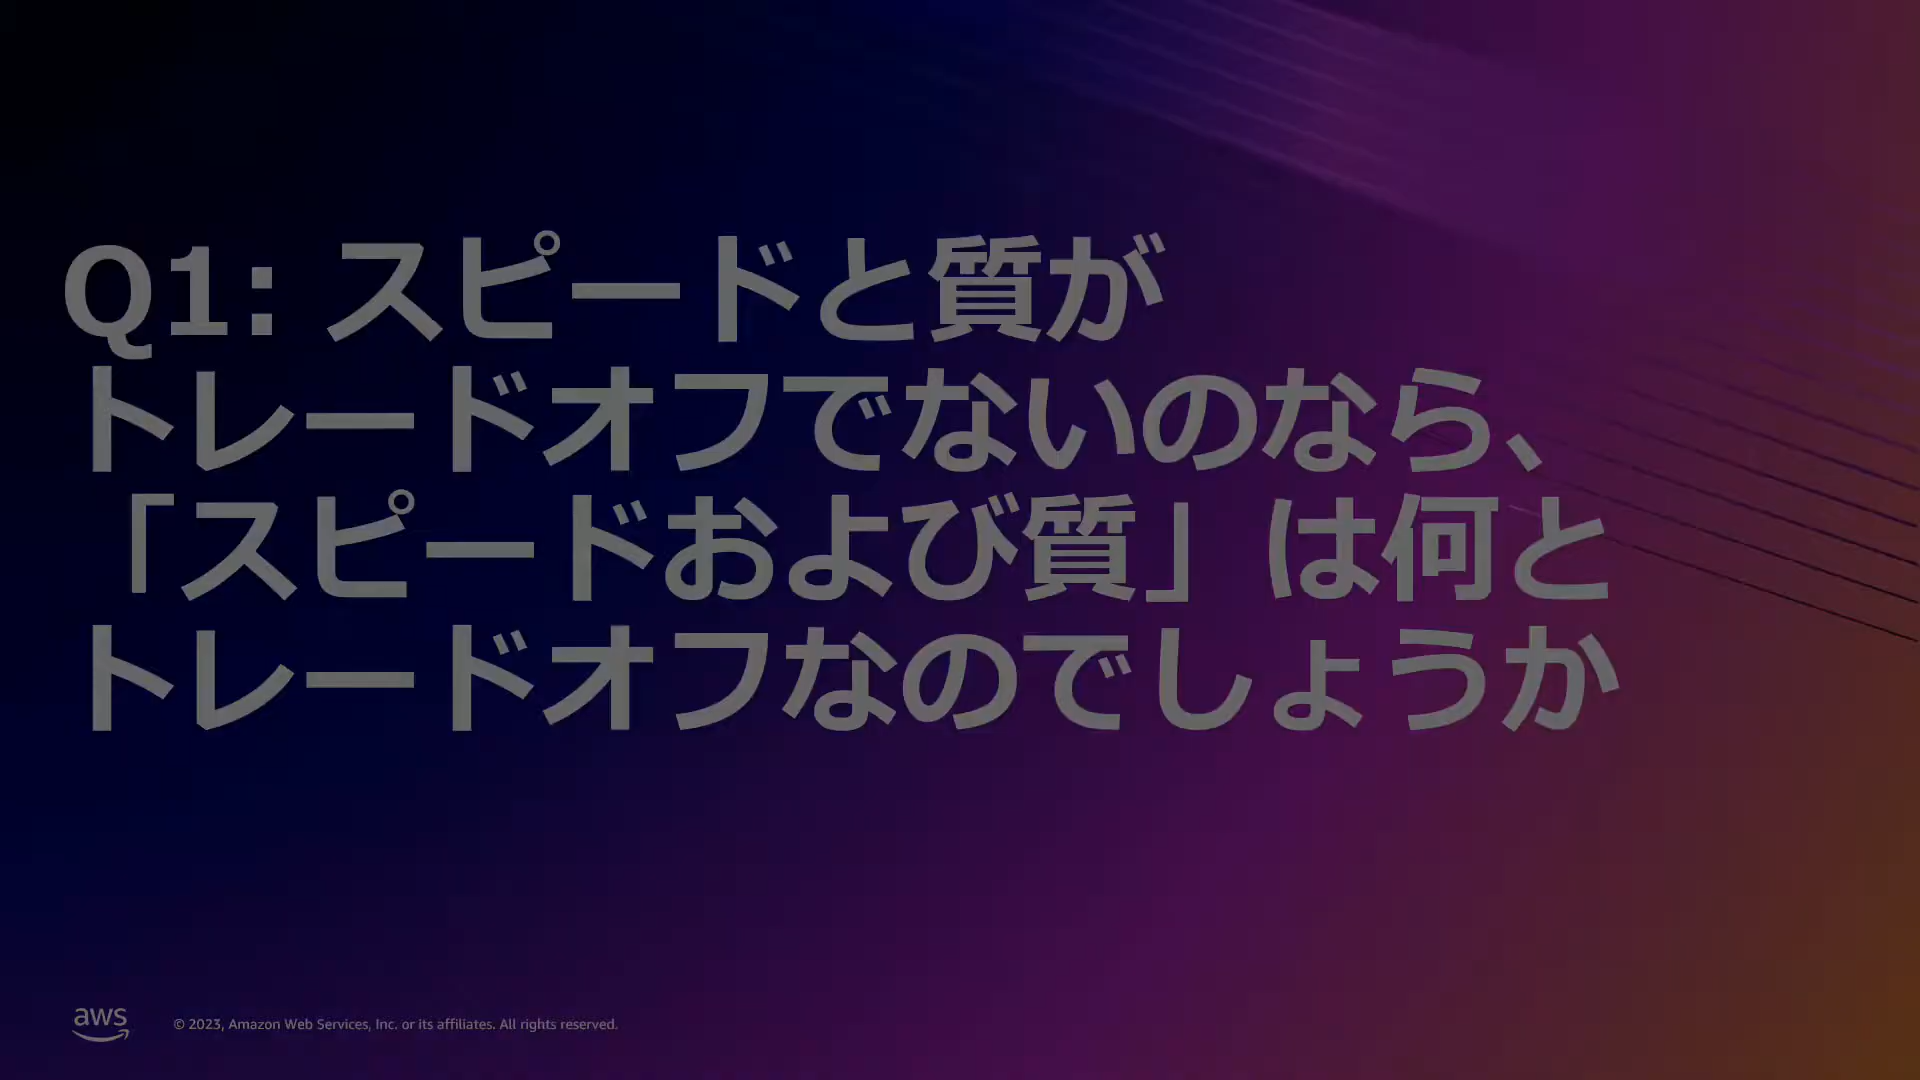 Q1: スピードと質が
トレードオフでないのなら、
「スピードおよび質」は何と
トレードオフなのでしょうか
aws
© 2023, Amazon Web Services, Inc. or its affiliates. All rights reserved.